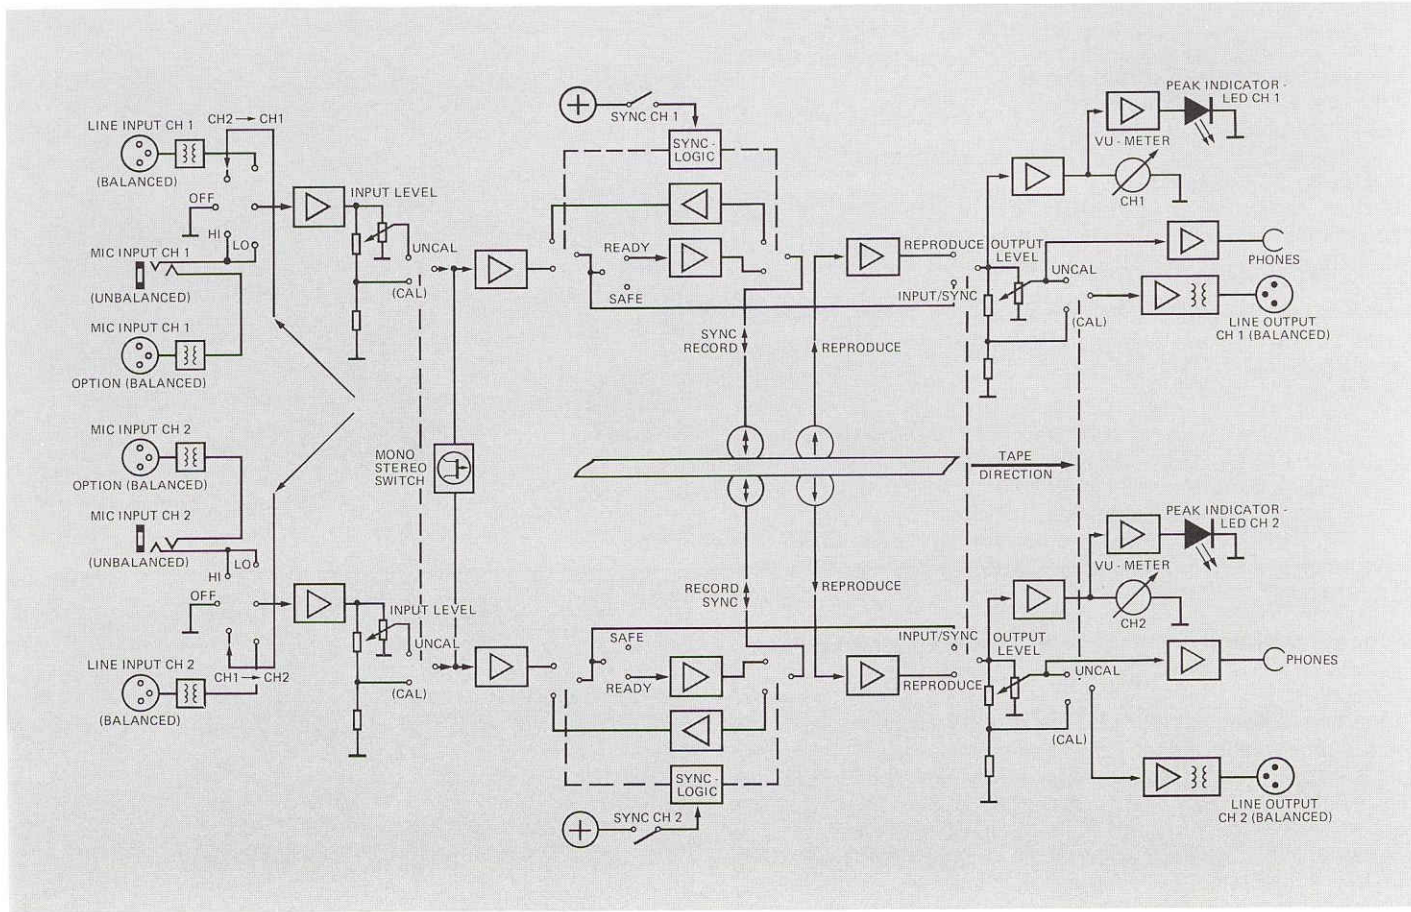 PEAK INDICATOR -
LED CH 1
SYNC CH 1
CH2 → CH1
LINE INPUT CH 1
(BALANCED)
SYNC -
LOGIC
VU - METER
CH1
OFF
INPUT LEVEL
HI
LO
UNCAL
(CAL)
MIC INPUT CH 1
(UNBALANCED)
READY
SAFE
REPRODUCE
INPUT/SYNC
OUTPUT
LEVEL
UNCAL
(CAL)
PHONES
LINE OUTPUT
CH 1 (BALANCED)
MIC INPUT CH 1
OPTION (BALANCED)
SYNC
RECORD
REPRODUCE
MIC INPUT CH 2
OPTION (BALANCED)
MONO
STEREO
SWITCH
TAPE
DIRECTION
MIC INPUT CH 2
(UNBALANCED)
PEAK INDICATOR -
LED CH 2
VU - METER
CH2
LO
HI
OFF
INPUT LEVEL
UNCAL
(CAL)
RECORD
SYNC
REPRODUCE
LINE INPUT CH 2
(BALANCED)
CH1 → CH2
SAFE
READY
INPUT/SYNC
REPRODUCE
OUTPUT
LEVEL
UNCAL
(CAL)
PHONES
SYNC -
LOGIC
SYNC CH 2
LINE OUTPUT
CH 2 (BALANCED)